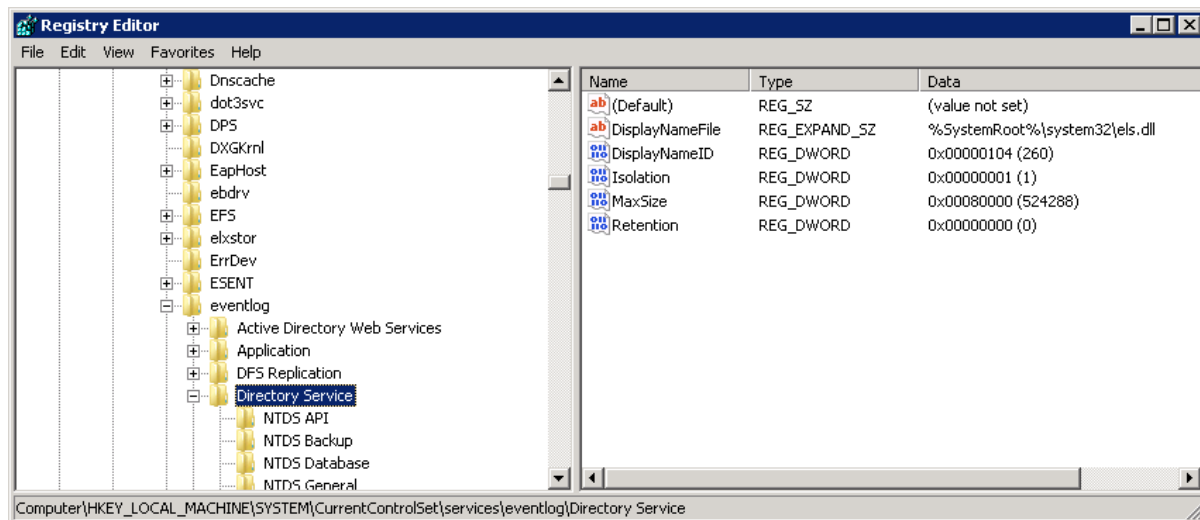 Registry Editor
File Edit View Favorites Help
Dnscache
dot3svc
DPS
DXGKrnl
EapHost
ebdrv
EFS
elxstor
ErrDev
ESENT
eventlog
Active Directory Web Services
Application
DFS Replication
Directory Service
NTDS API
NTDS Backup
NTDS Database
NTDS General
Name Type Data
(Default) REG_SZ (value not set)
DisplayNameFile REG_EXPAND_SZ %SystemRoot%\system32\els.dll
DisplayNameID REG_DWORD 0x00000104 (260)
Isolation REG_DWORD 0x00000001 (1)
MaxSize REG_DWORD 0x00080000 (524288)
Retention REG_DWORD 0x00000000 (0)
Computer\HKEY_LOCAL_MACHINE\SYSTEM\CurrentControlSet\services\eventlog\Directory Service